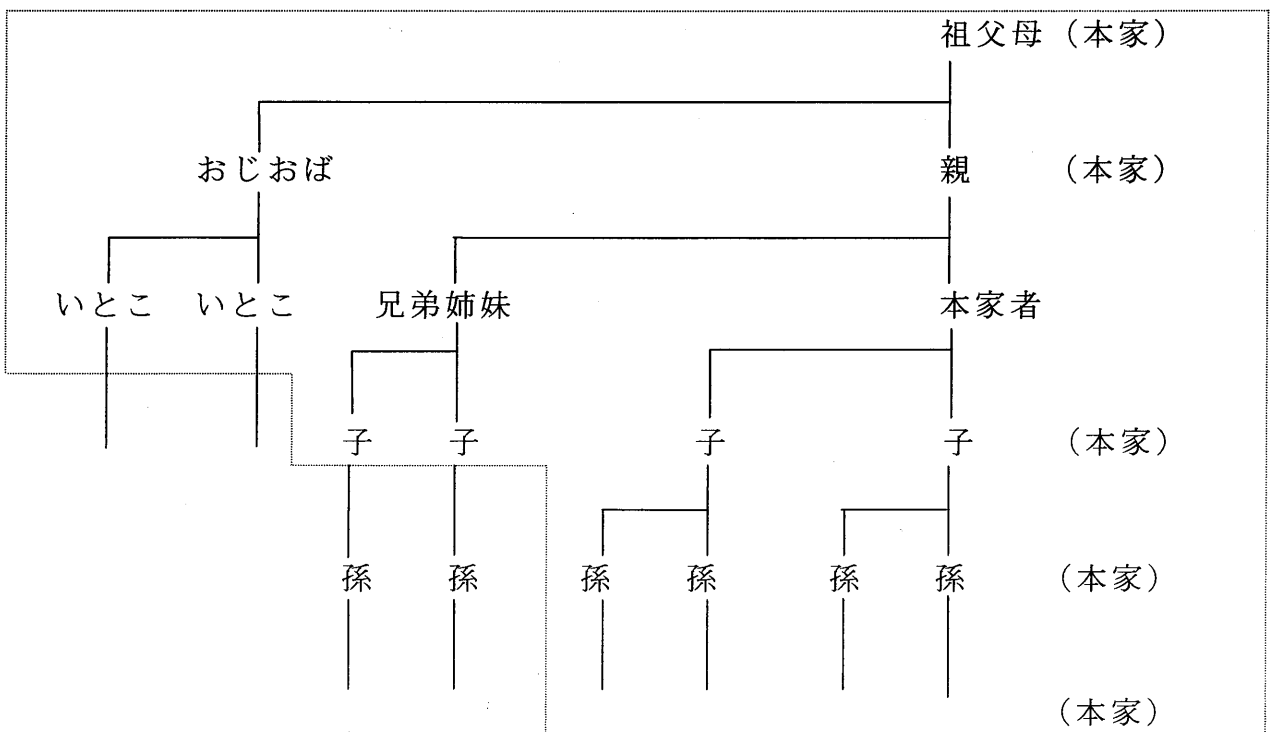 祖父母（本家）
おじおば 親 （本家）
いとこ いとこ 兄弟姉妹 本家者
子 子 子 子 （本家）
孫 孫 孫 孫 孫 孫 （本家）
（本家）